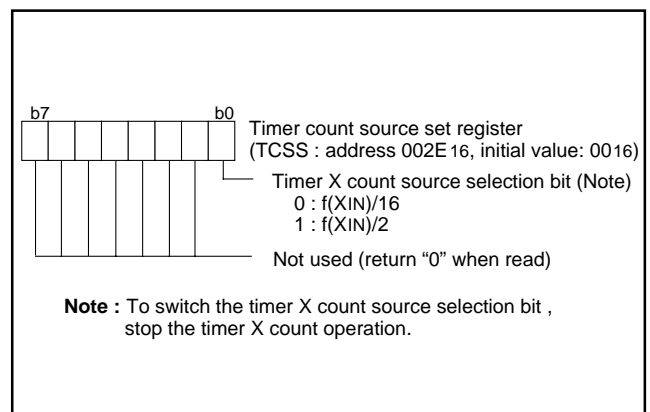 b7 b0
Timer count source set register
(TCSS : address 002E16, initial value: 0016)
Timer X count source selection bit (Note)
0 : f(XIN)/16
1 : f(XIN)/2
Not used (return “0” when read)
Note : To switch the timer X count source selection bit ,
stop the timer X count operation.